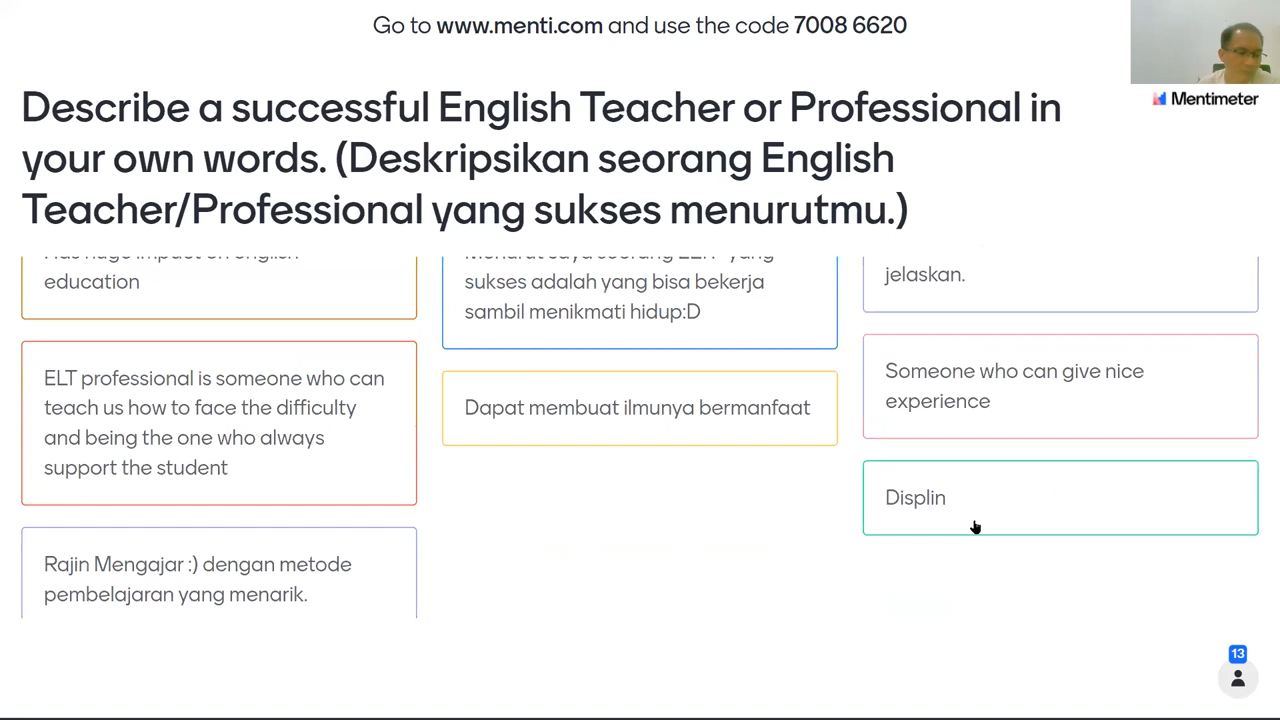 Go to www.menti.com and use the code 7008 6620
Mentimeter
Describe a successful English Teacher or Professional in
your own words. (Deskripsikan seorang English
Teacher/Professional yang sukses menurutmu.)
education
ELT professional is someone who can
teach us how to face the difficulty
and being the one who always
support the student
Rajin Mengajar :) dengan metode
pembelajaran yang menarik.
sukses adalah yang bisa bekerja
sambil menikmati hidup:D
Dapat membuat ilmunya bermanfaat
jelaskan.
Someone who can give nice
experience
Displin
13